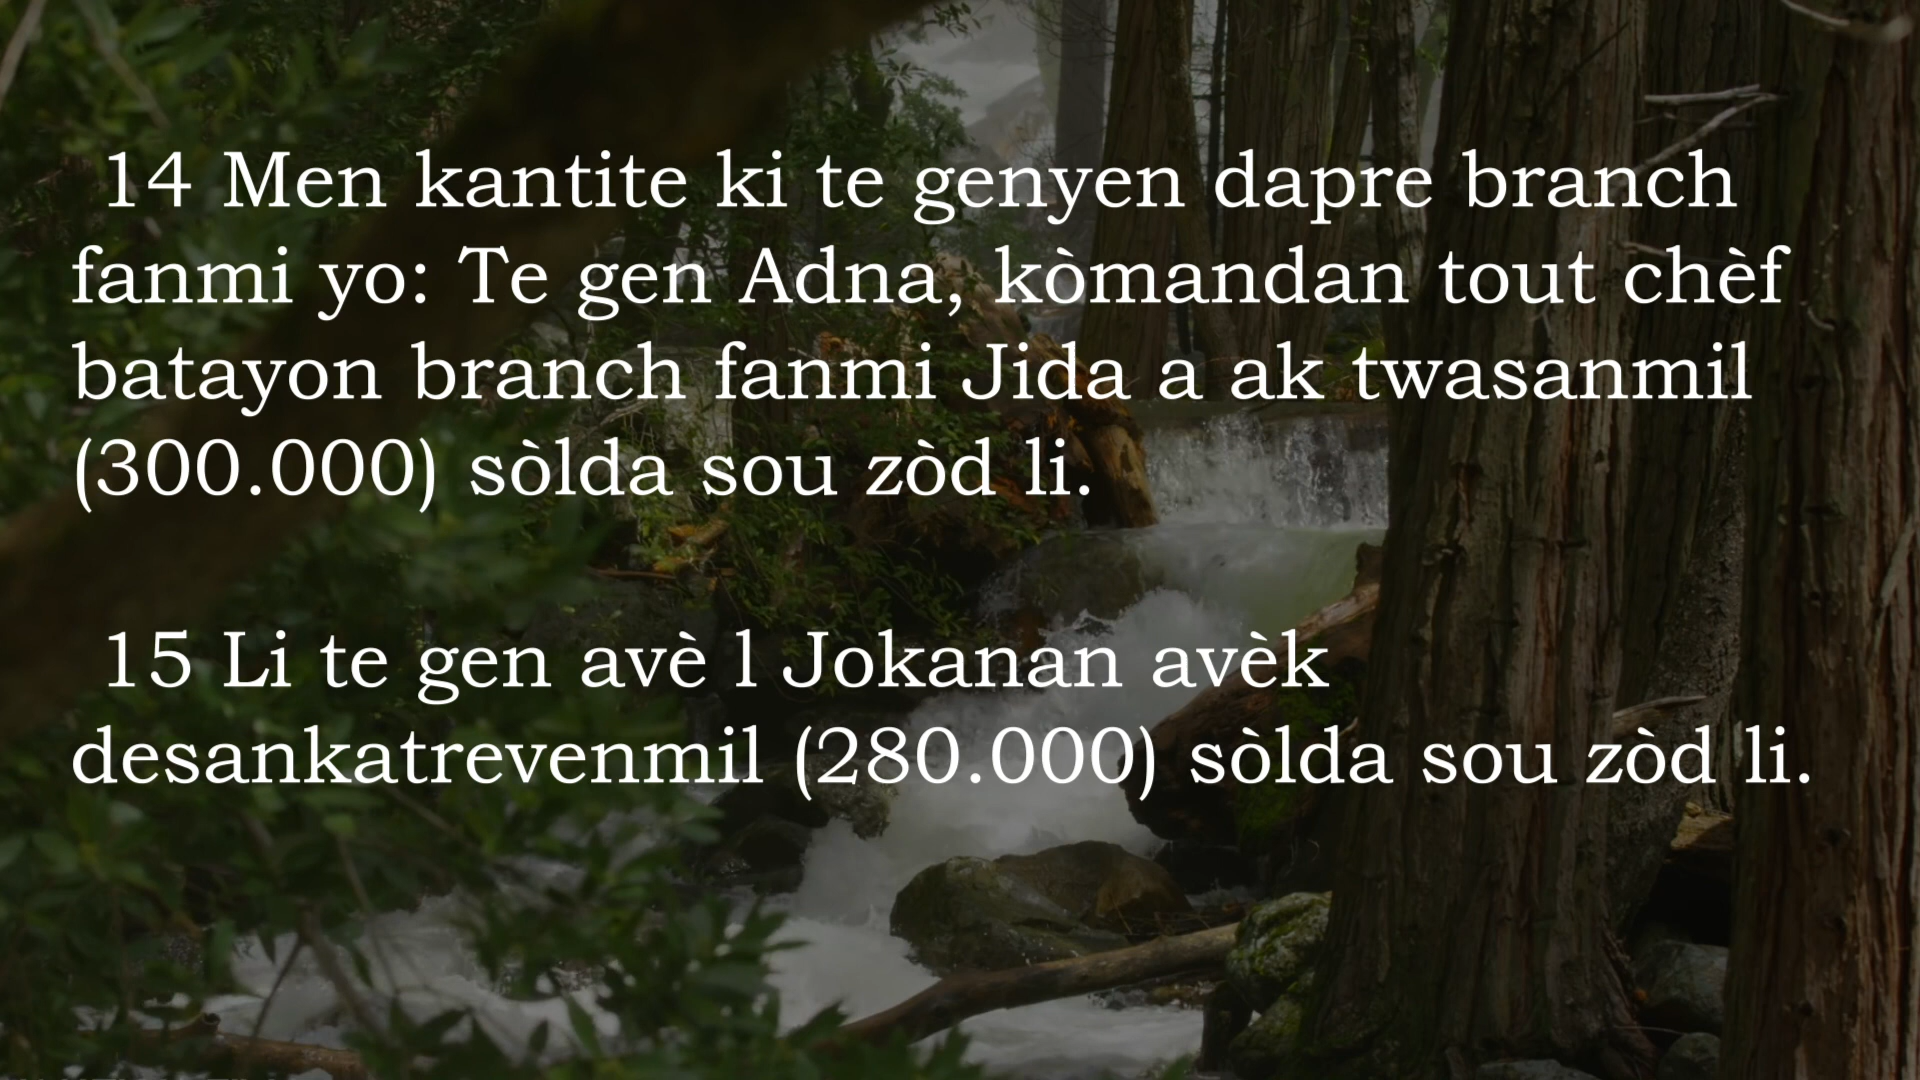 14 Men kantite ki te genyen dapre branch
fanmi yo: Te gen Adna, kòmandan tout chèf
batayon branch fanmi Jida a ak twasanmil
(300.000) sòlda sou zòd li.
15 Li te gen avè l Jokanan avèk
desankatrevenmil (280.000) sòlda sou zòd li.